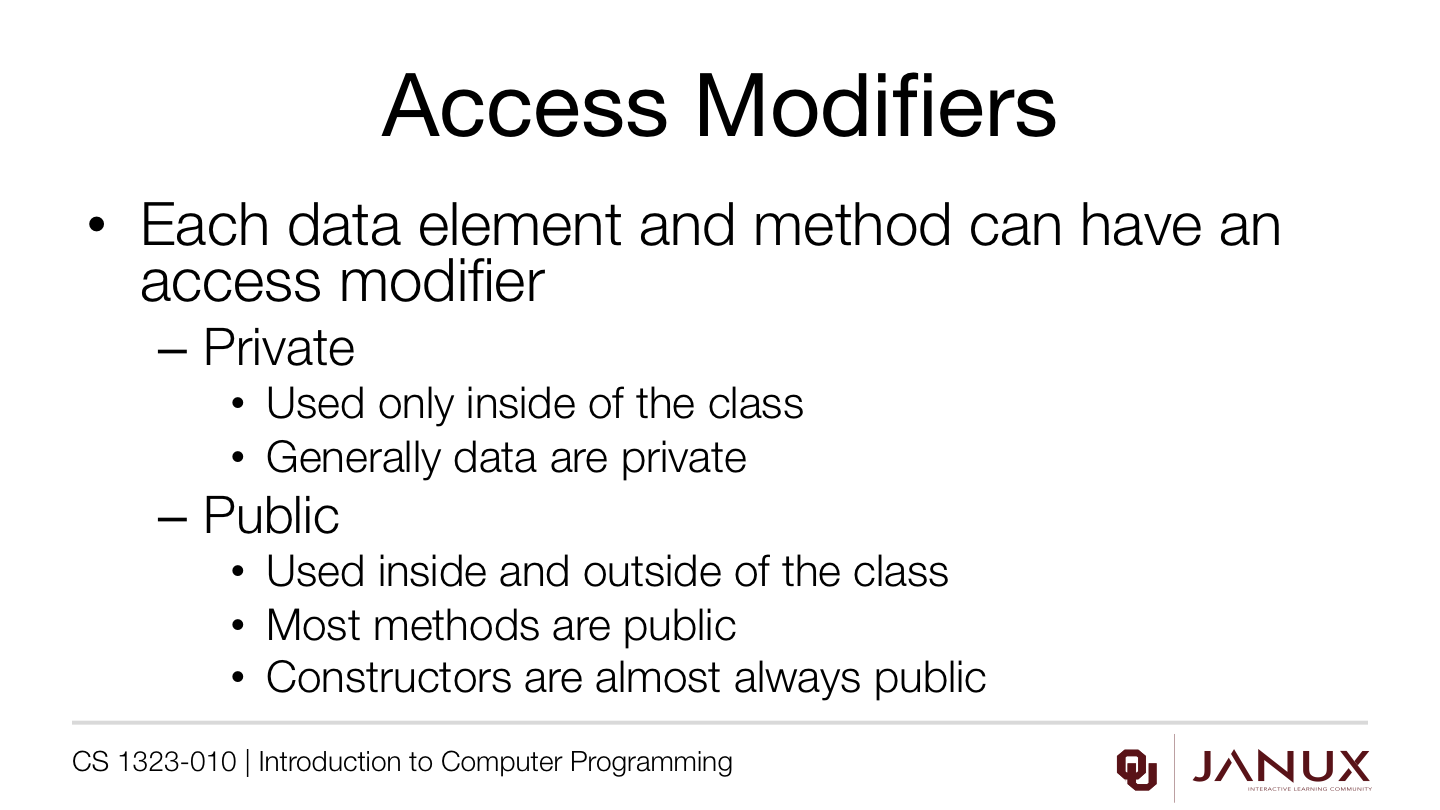 Access Modifiers
• Each data element and method can have an
access modifier
– Private
• Used only inside of the class
• Generally data are private
– Public
• Used inside and outside of the class
• Most methods are public
• Constructors are almost always public
CS 1323-010 | Introduction to Computer Programming
OU
JANUX
INTERACTIVE LEARNING COMMUNITY